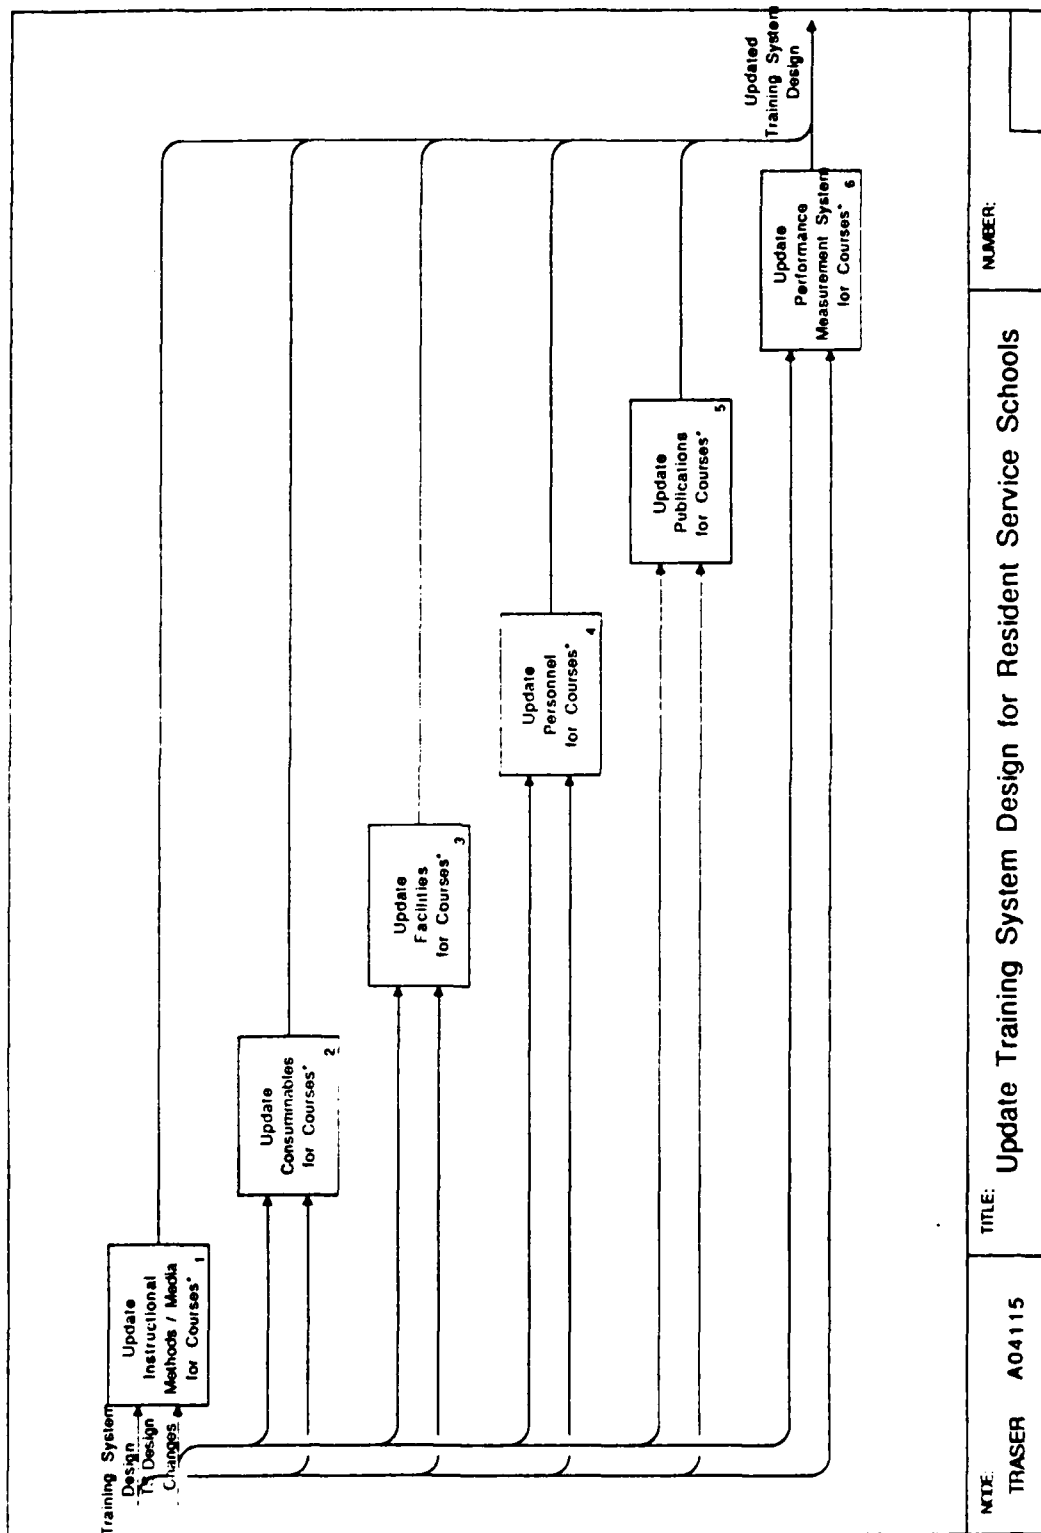 Training System
Design
TS Design
Changes
Update
Instructional
Methods / Media
for Courses*
1
Update
Consummables
for Courses*
2
Update
Facilities
for Courses*
3
Update
Personnel
for Courses*
4
Update
Publications
for Courses*
5
Update
Performance
Measurement System
for Courses*
6
Updated
Training System
Design
NODE:
TRASER A04115
TITLE: Update Training System Design for Resident Service Schools
NUMBER: